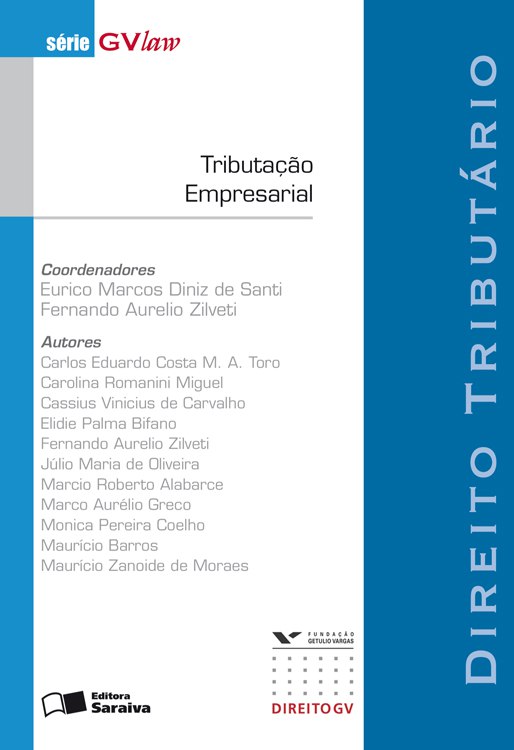 série GVlaw
Tributação
Empresarial
Coordenadores
Eurico Marcos Diniz de Santi
Fernando Aurelio Zilveti
Autores
Carlos Eduardo Costa M. A. Toro
Carolina Romanini Miguel
Cassius Vinicius de Carvalho
Elidie Palma Bifano
Fernando Aurelio Zilveti
Júlio Maria de Oliveira
Marcio Roberto Alabarce
Marco Aurélio Greco
Monica Pereira Coelho
Maurício Barros
Maurício Zanoide de Moraes
FUNDAÇÃO
GETULIO VARGAS
DIREITO GV
Editora
Saraiva
DIREITO TRIBUTÁRIO